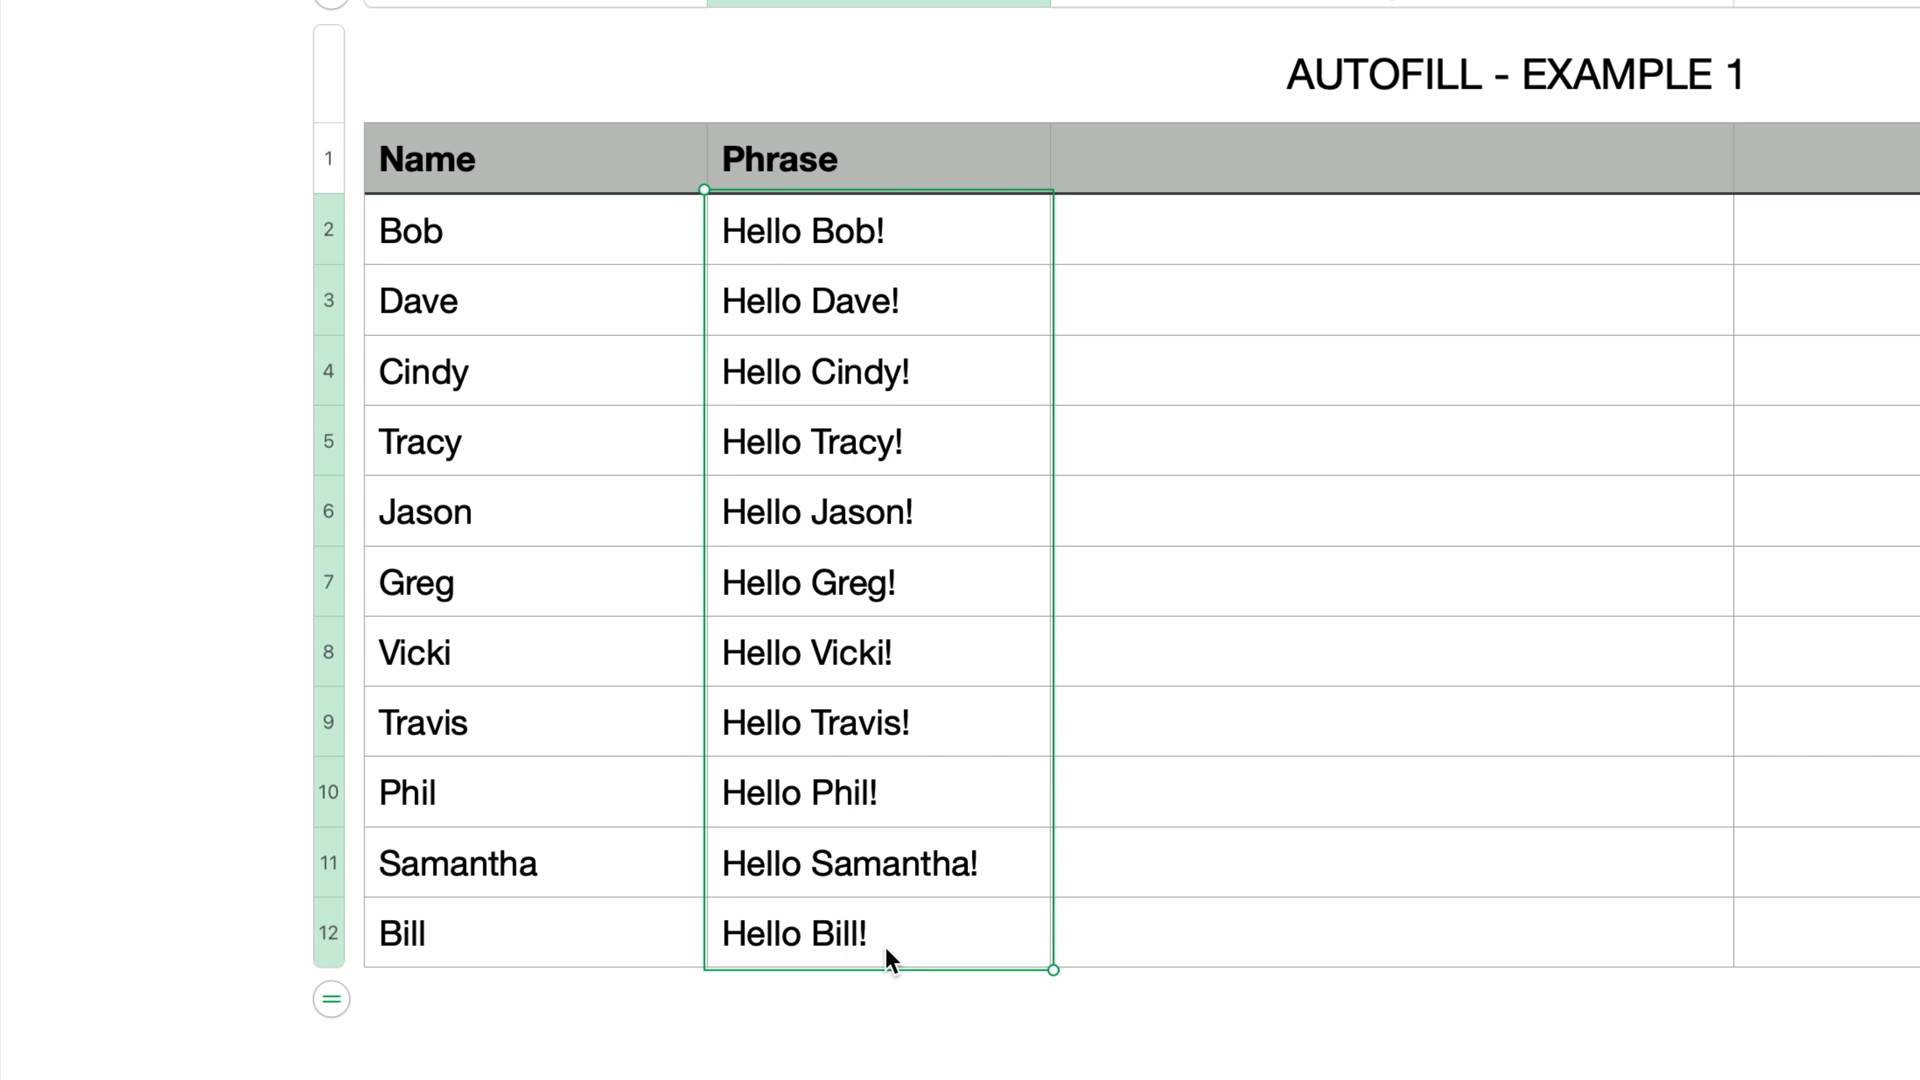 AUTOFILL - EXAMPLE 1
1 Name Phrase
2 Bob Hello Bob!
3 Dave Hello Dave!
4 Cindy Hello Cindy!
5 Tracy Hello Tracy!
6 Jason Hello Jason!
7 Greg Hello Greg!
8 Vicki Hello Vicki!
9 Travis Hello Travis!
10 Phil Hello Phil!
11 Samantha Hello Samantha!
12 Bill Hello Bill!